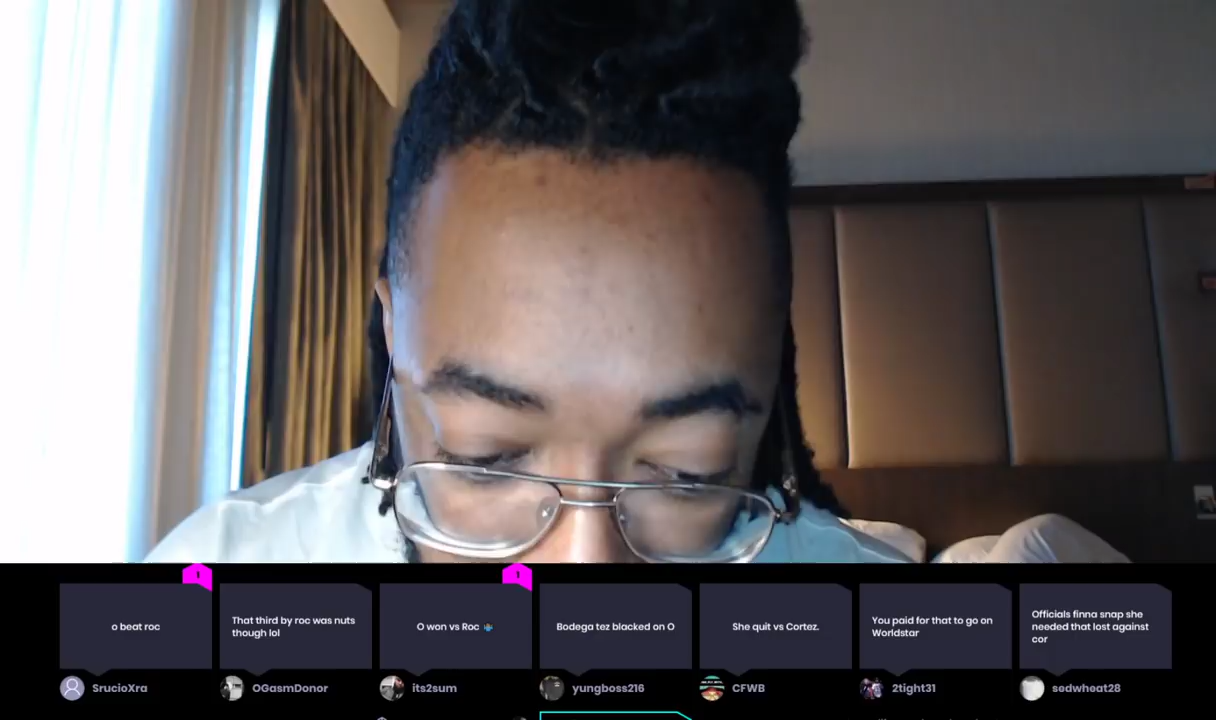 1
1
o beat roc
That third by roc was nuts
though lol
O won vs Roc
Bodega tez blacked on O
She quit vs Cortez.
You paid for that to go on
Worldstar
Officials finna snap she
needed that lost against
cor
SrucioXra
OGasmDonor
its2sum
yungboss216
CFWB
2tight31
sedwheat28